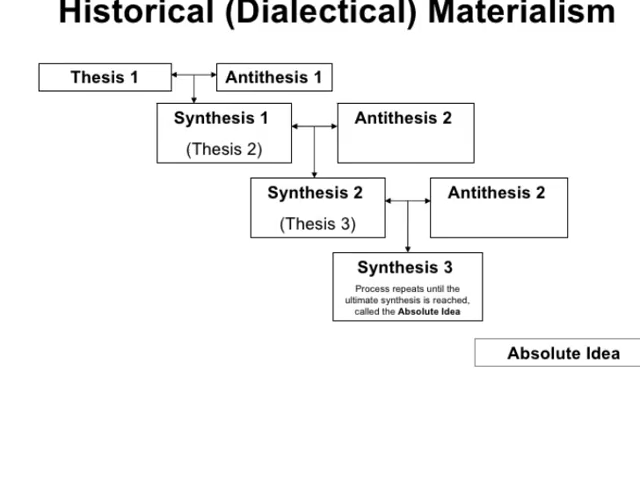 Historical (Dialectical) Materialism
Thesis 1
Antithesis 1
Synthesis 1
(Thesis 2)
Antithesis 2
Synthesis 2
(Thesis 3)
Antithesis 2
Synthesis 3
Process repeats until the
ultimate synthesis is reached,
called the Absolute Idea
Absolute Idea